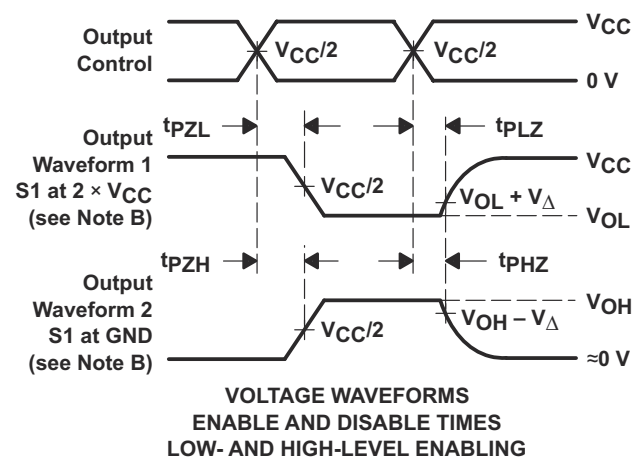 VCC
Output
Control
VCC/2
VCC/2
0 V
tPZL
tPLZ
Output
Waveform 1
S1 at 2 × VCC
(see Note B)
VCC
VCC/2
VOL + VΔ
VOL
tPZH
tPHZ
Output
Waveform 2
S1 at GND
(see Note B)
VOH
VCC/2
VOH – VΔ
≈0 V
VOLTAGE WAVEFORMS
ENABLE AND DISABLE TIMES
LOW- AND HIGH-LEVEL ENABLING